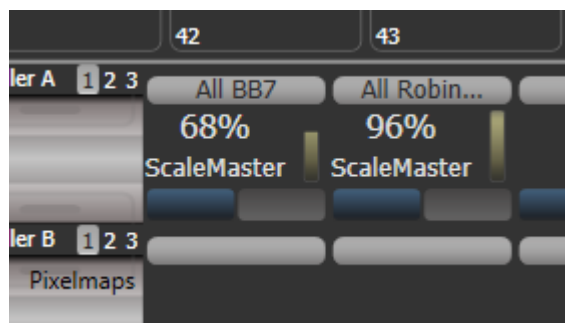 42 43
ler A 1 2 3 All BB7 All Robin...
68% 96%
ScaleMaster ScaleMaster
ler B 1 2 3
Pixelmaps